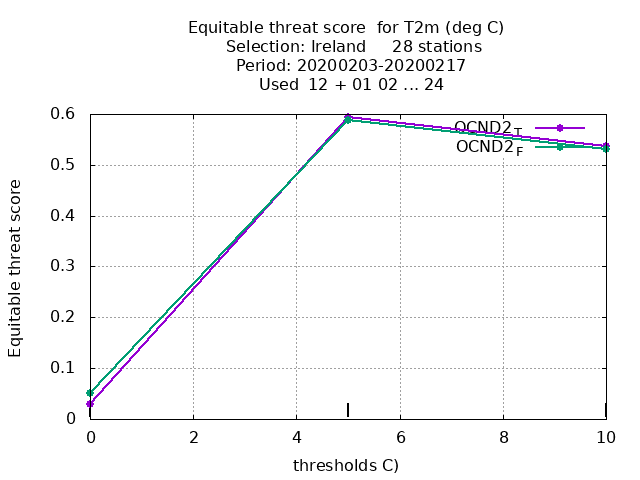 Equitable threat score  for T2m (deg C)
Selection: Ireland     28 stations
Period: 20200203-20200217
Used  12 + 01 02 ... 24
OCND2_T
OCND2_F
0.6
0.5
0.4
0.3
0.2
0.1
0
Equitable threat score
0 2 4 6 8 10
thresholds C)